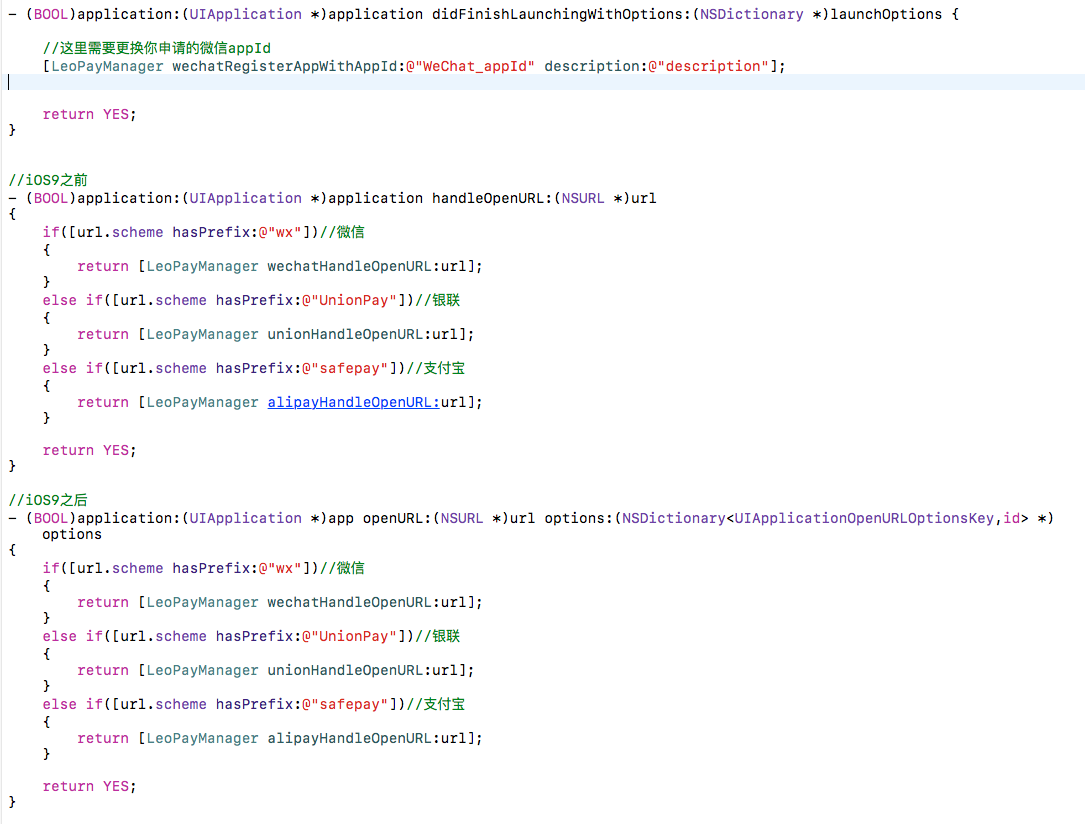 - (BOOL)application:(UIApplication *)application didFinishLaunchingWithOptions:(NSDictionary *)launchOptions {
//这里需要更换你申请的微信appId
[LeoPayManager wechatRegisterAppWithAppId:@"WeChat_appId" description:@"description"];
return YES;
}
//iOS9之前
- (BOOL)application:(UIApplication *)application handleOpenURL:(NSURL *)url
{
if([url.scheme hasPrefix:@"wx"])//微信
{
return [LeoPayManager wechatHandleOpenURL:url];
}
else if([url.scheme hasPrefix:@"UnionPay"])//银联
{
return [LeoPayManager unionHandleOpenURL:url];
}
else if([url.scheme hasPrefix:@"safepay"])//支付宝
{
return [LeoPayManager alipayHandleOpenURL:url];
}
return YES;
}
//iOS9之后
- (BOOL)application:(UIApplication *)app openURL:(NSURL *)url options:(NSDictionary<UIApplicationOpenURLOptionsKey,id> *)
options
{
if([url.scheme hasPrefix:@"wx"])//微信
{
return [LeoPayManager wechatHandleOpenURL:url];
}
else if([url.scheme hasPrefix:@"UnionPay"])//银联
{
return [LeoPayManager unionHandleOpenURL:url];
}
else if([url.scheme hasPrefix:@"safepay"])//支付宝
{
return [LeoPayManager alipayHandleOpenURL:url];
}
return YES;
}